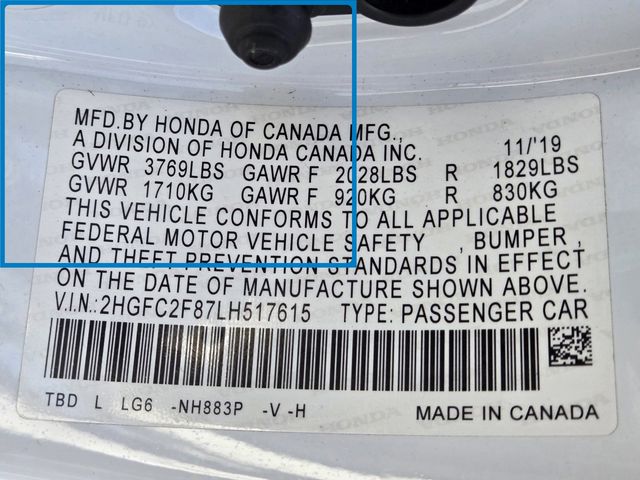 MFD.BY HONDA OF CANADA MFG.,
A DIVISION OF HONDA CANADA INC. 11/'19
GVWR 3769LBS GAWR F 2028LBS R 1829LBS
GVWR 1710KG GAWR F 920KG R 830KG
THIS VEHICLE CONFORMS TO ALL APPLICABLE
FEDERAL MOTOR VEHICLE SAFETY , BUMPER ,
AND THEFT PREVENTION STANDARDS IN EFFECT
ON THE DATE OF MANUFACTURE SHOWN ABOVE.
V.I.N.: 2HGFC2F87LH517615 TYPE: PASSENGER CAR
TBD L LG6 -NH883P -V -H MADE IN CANADA